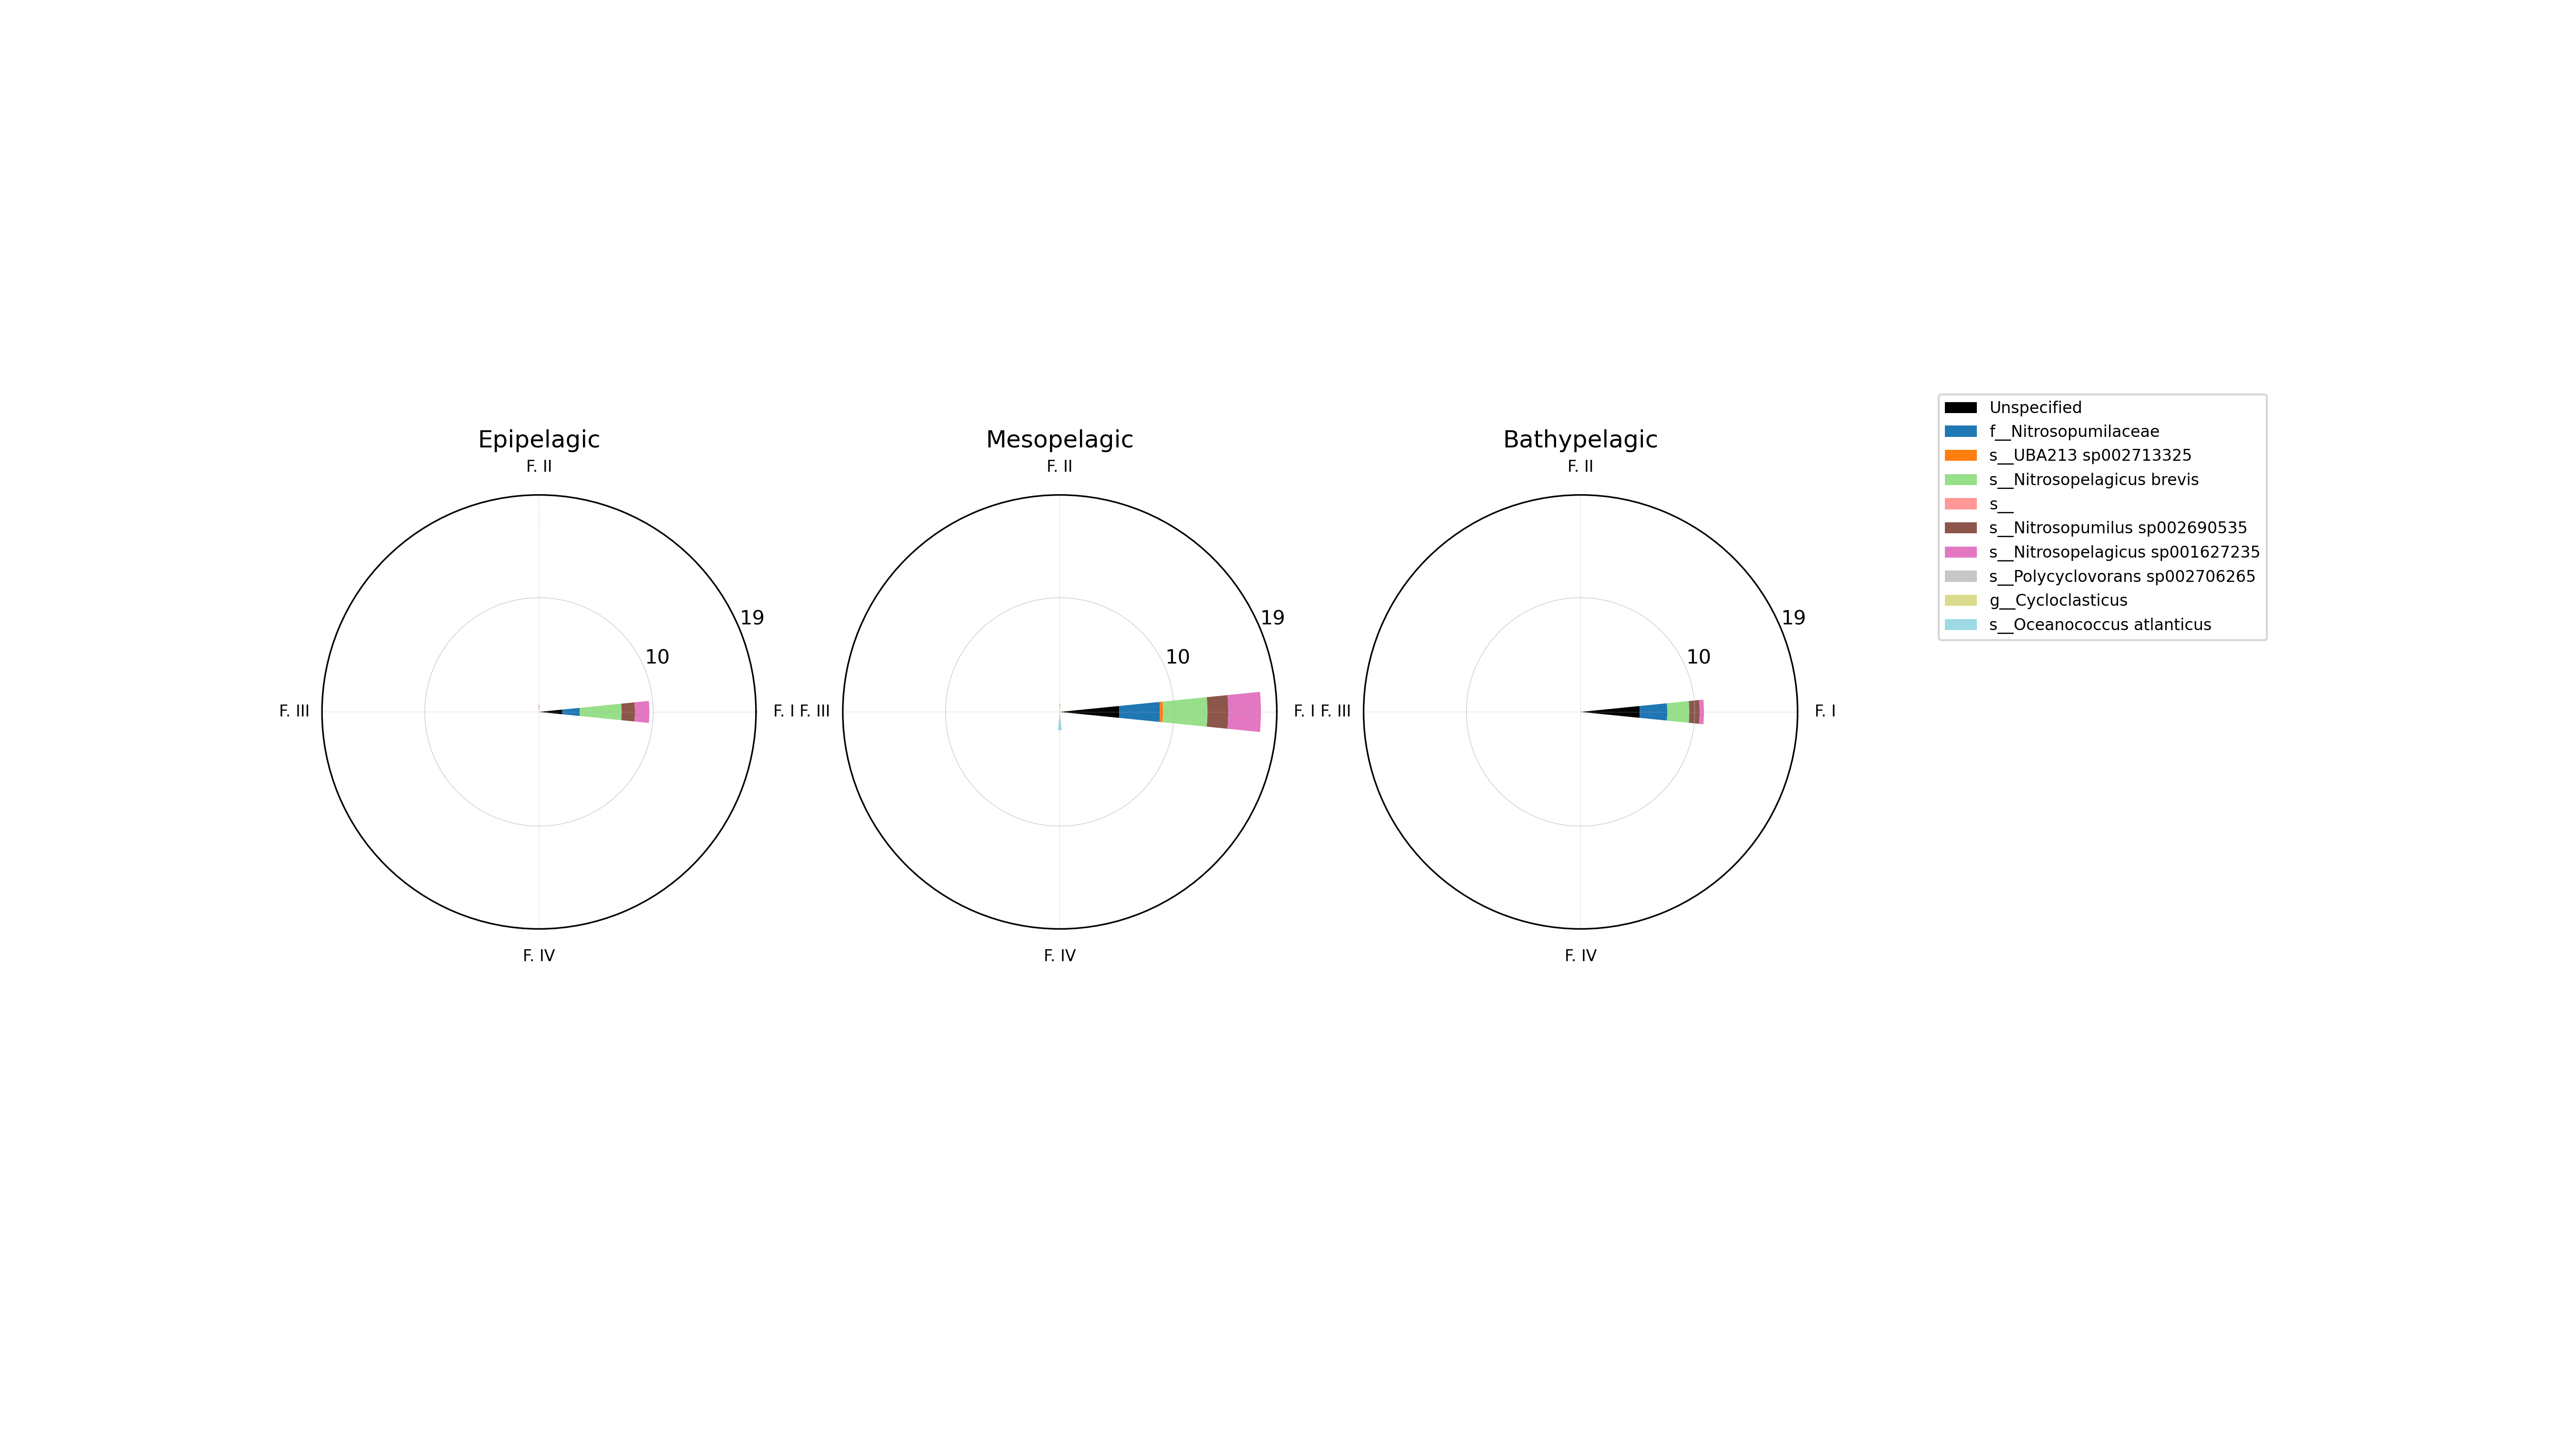 Epipelagic
F. II
19
10
F. III
F. I
F. IV
Mesopelagic
F. II
19
10
F. III
F. I
F. IV
Bathypelagic
F. II
19
10
F. III
F. I
F. IV
Unspecified
f__Nitrosopumilaceae
s__UBA213 sp002713325
s__Nitrosopelagicus brevis
s__
s__Nitrosopumilus sp002690535
s__Nitrosopelagicus sp001627235
s__Polycyclovorans sp002706265
g__Cycloclasticus
s__Oceanococcus atlanticus